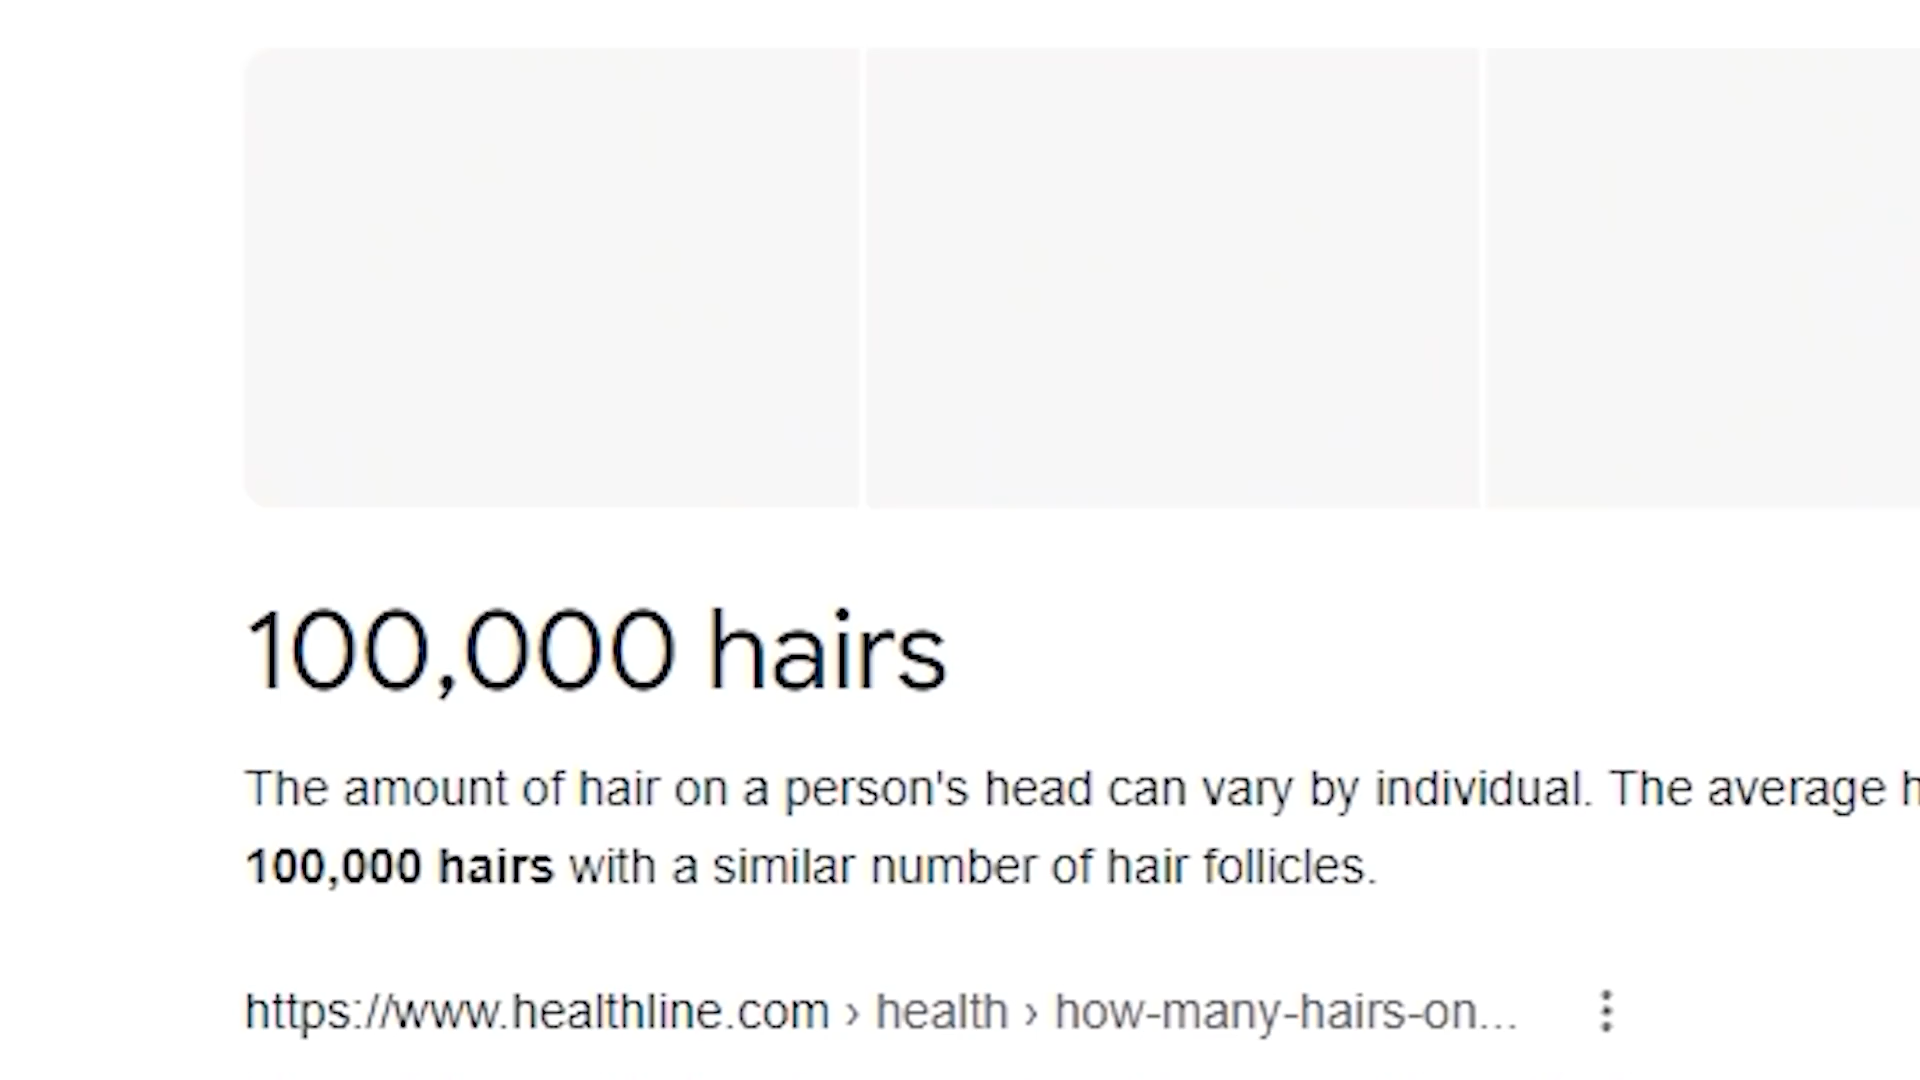 100,000 hairs
The amount of hair on a person's head can vary by individual. The average
100,000 hairs with a similar number of hair follicles.
https://www.healthline.com › health › how-many-hairs-on...